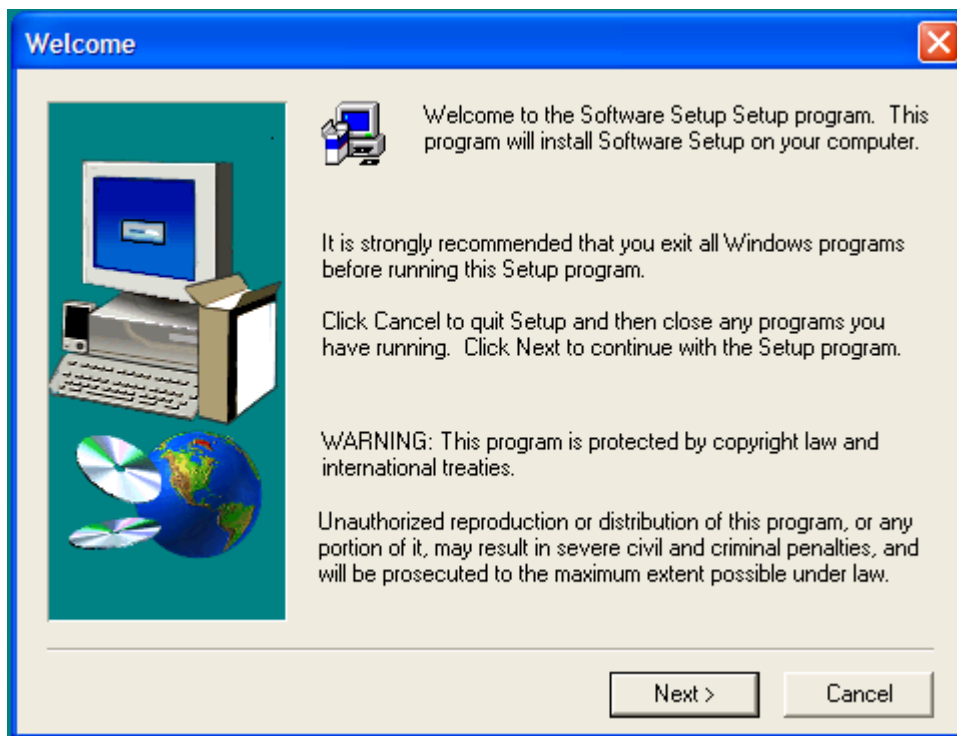 Welcome
Welcome to the Software Setup Setup program.  This
program will install Software Setup on your computer.
It is strongly recommended that you exit all Windows programs
before running this Setup program.
Click Cancel to quit Setup and then close any programs you
have running.  Click Next to continue with the Setup program.
WARNING: This program is protected by copyright law and
international treaties.
Unauthorized reproduction or distribution of this program, or any
portion of it, may result in severe civil and criminal penalties, and
will be prosecuted to the maximum extent possible under law.
Next >
Cancel